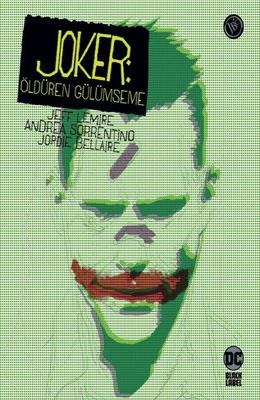 JOKER:
ÖLDÜREN GÜLÜMSEME
JEFF LEMIRE
ANDREA SORRENTINO
JORDIE BELLAIRE
DC
BLACK
LABEL